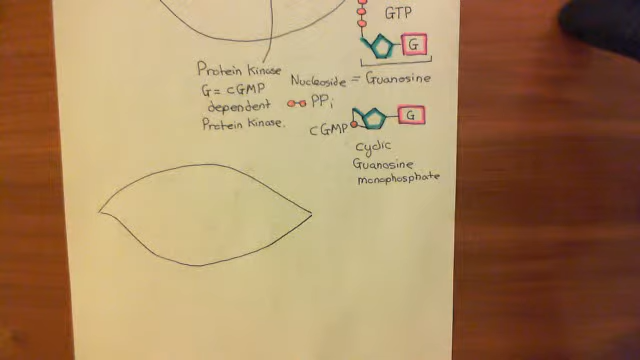 GTP
G
Protein Kinase
G = cGMP
dependent
Protein Kinase.
Nucleoside = Guanosine
PPi
cGMP
G
cyclic
Guanosine
monophosphate